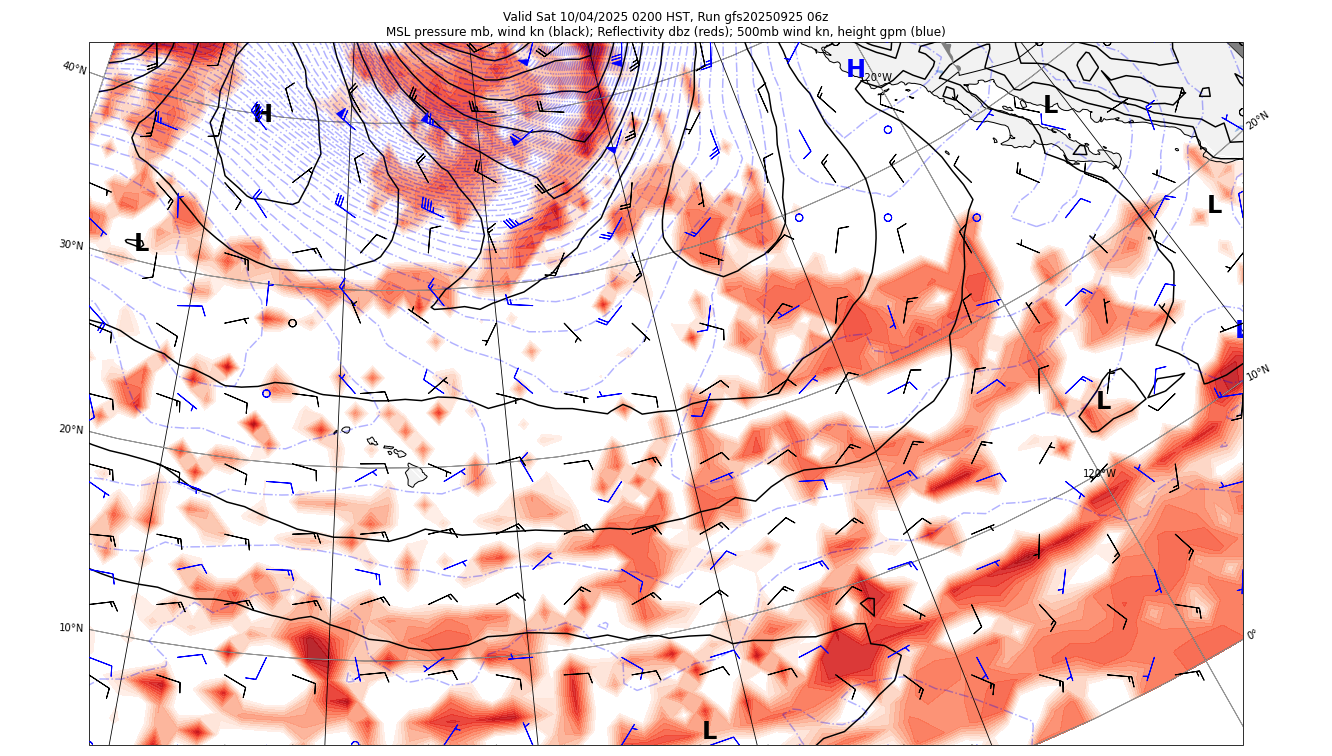 Valid Sat 10/04/2025 0200 HST, Run gfs20250925 06z
MSL pressure mb, wind kn (black); Reflectivity dbz (reds); 500mb wind kn, height gpm (blue)
40°N
H
H
120°W
L
20°N
L
L
30°N
L
10°N
L
20°N
120°W
10°N
0°
L